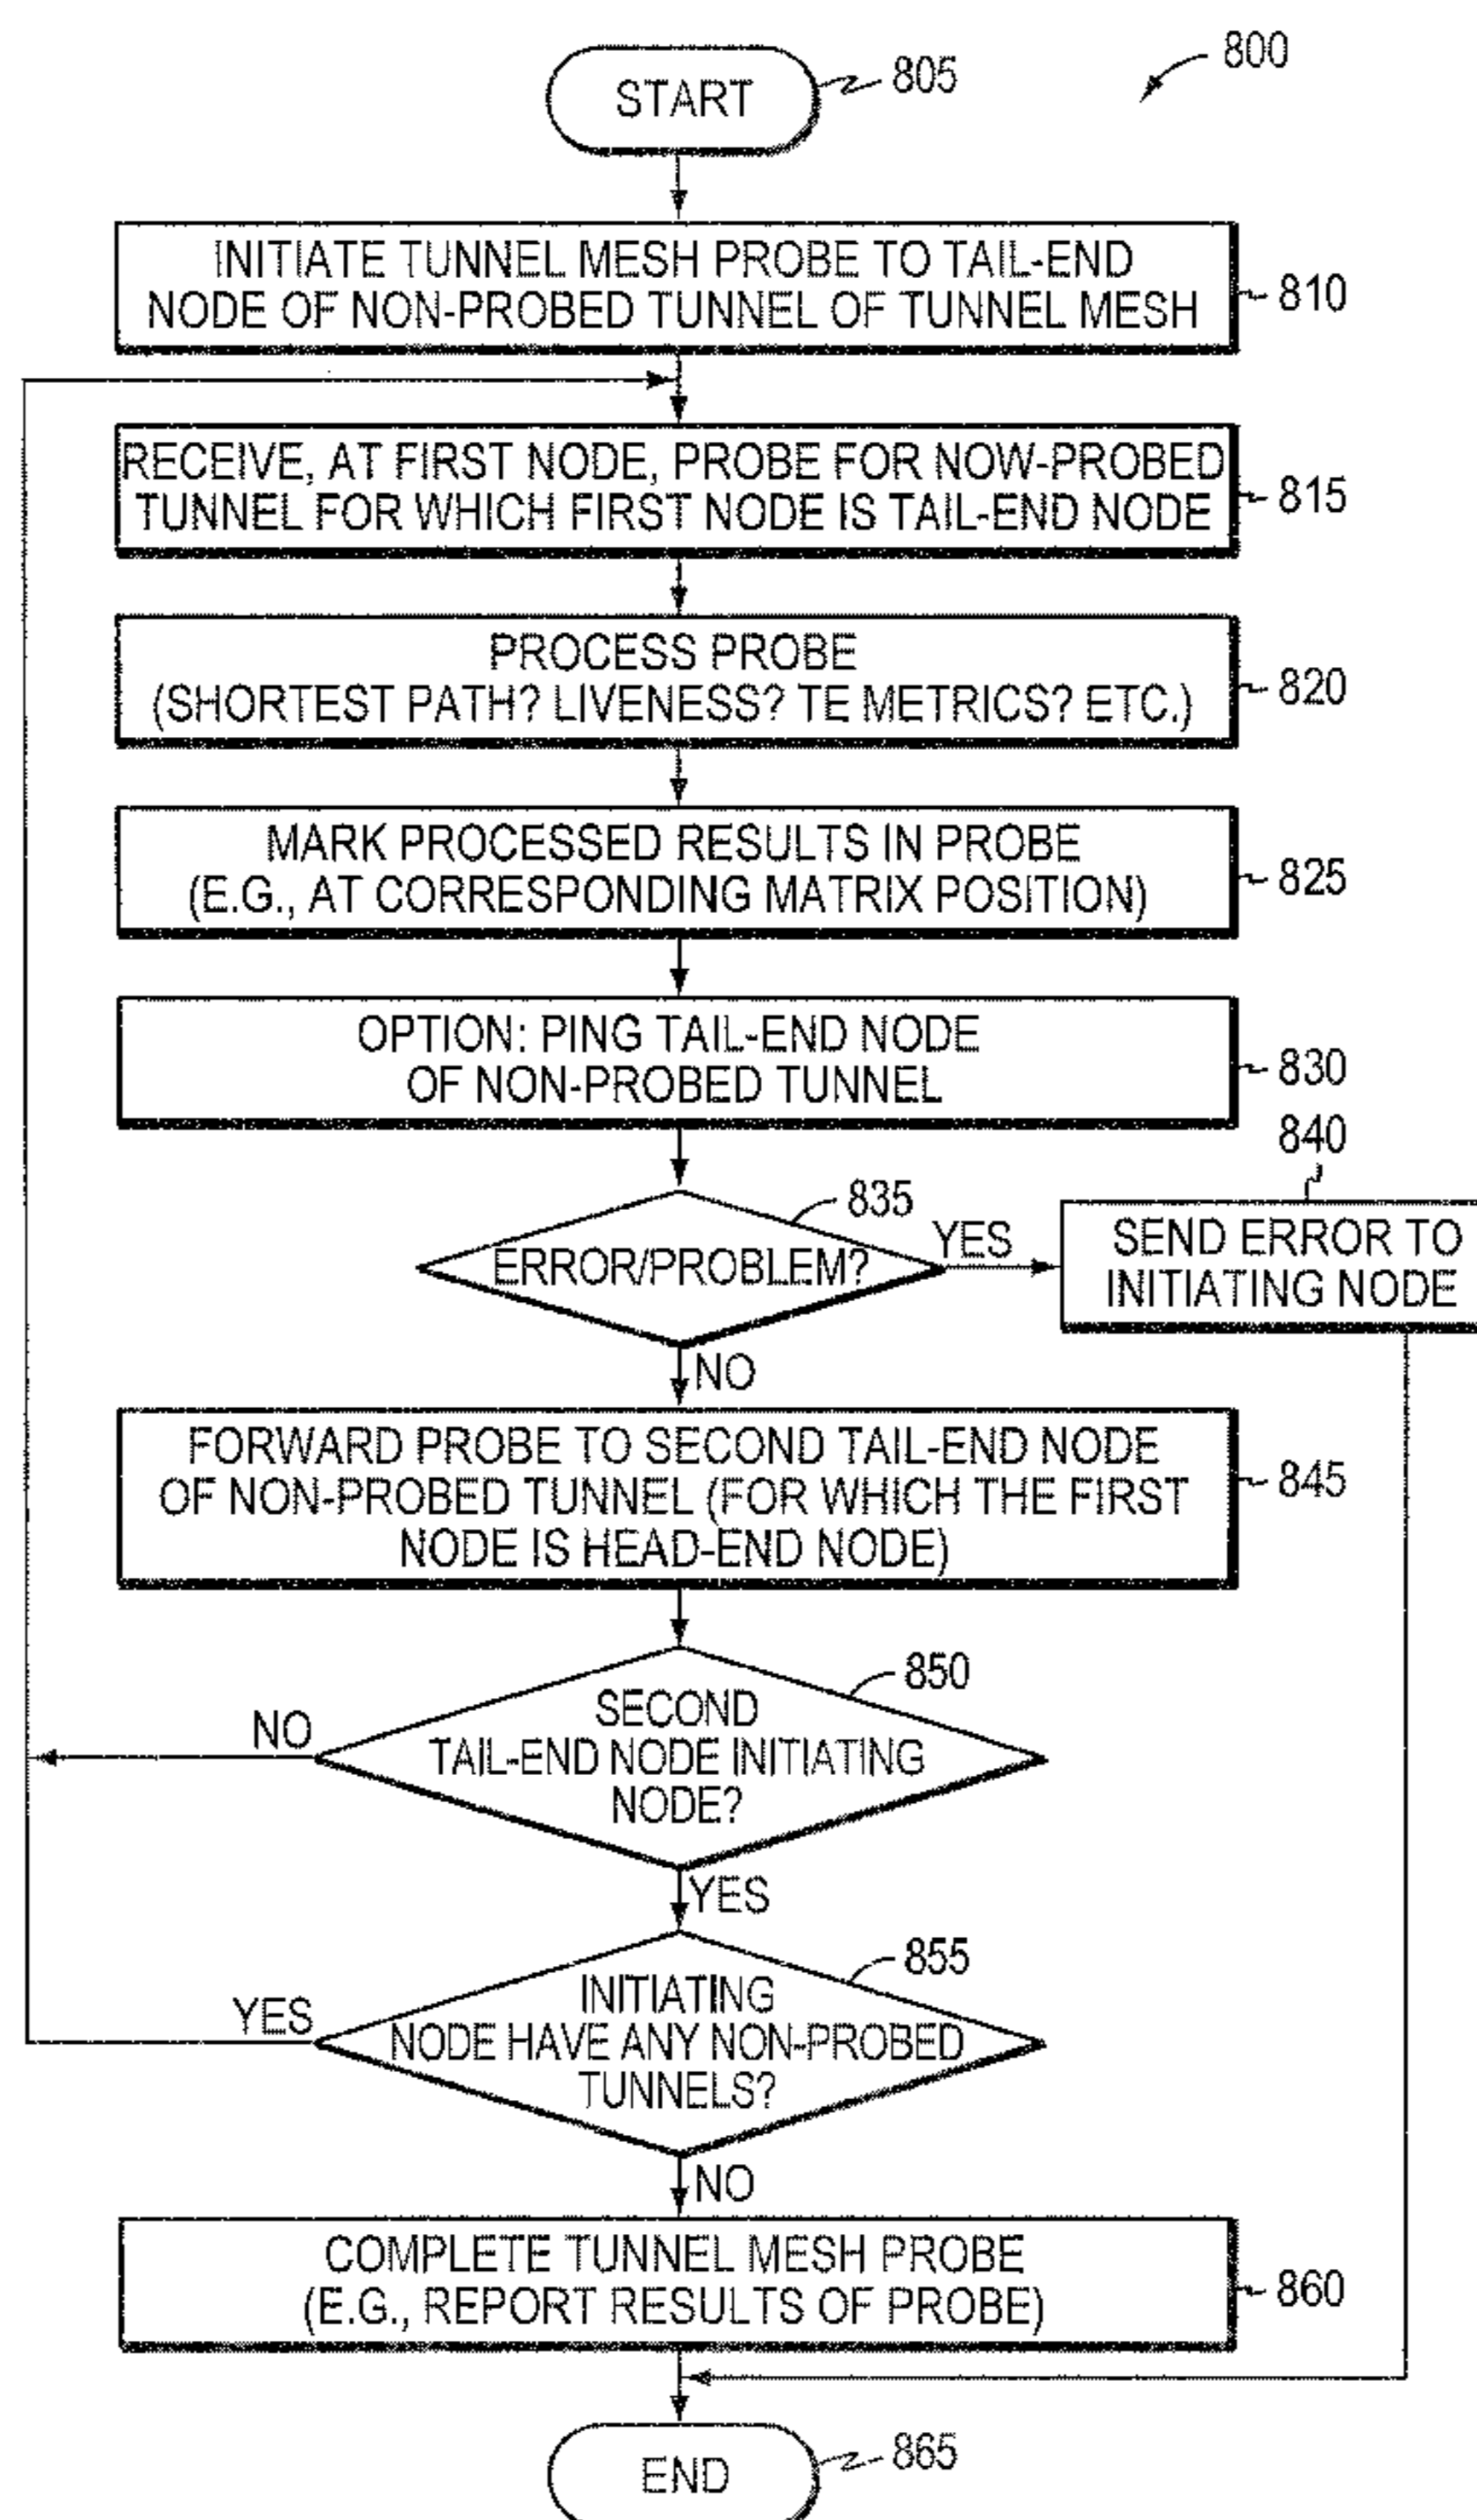 800
START
805
INITIATE TUNNEL MESH PROBE TO TAIL-END
NODE OF NON-PROBED TUNNEL OF TUNNEL MESH
810
RECEIVE, AT FIRST NODE, PROBE FOR NOW-PROBED
TUNNEL FOR WHICH FIRST NODE IS TAIL-END NODE
815
PROCESS PROBE
(SHORTEST PATH? LIVENESS? TE METRICS? ETC.)
820
MARK PROCESSED RESULTS IN PROBE
(E.G., AT CORRESPONDING MATRIX POSITION)
825
OPTION: PING TAIL-END NODE
OF NON-PROBED TUNNEL
830
835
ERROR/PROBLEM?
YES
840
SEND ERROR TO
INITIATING NODE
NO
FORWARD PROBE TO SECOND TAIL-END NODE
OF NON-PROBED TUNNEL (FOR WHICH THE FIRST
NODE IS HEAD-END NODE)
845
850
SECOND
TAIL-END NODE INITIATING
NODE?
NO
YES
855
INITIATING
NODE HAVE ANY NON-PROBED
TUNNELS?
YES
NO
COMPLETE TUNNEL MESH PROBE
(E.G., REPORT RESULTS OF PROBE)
860
END
865